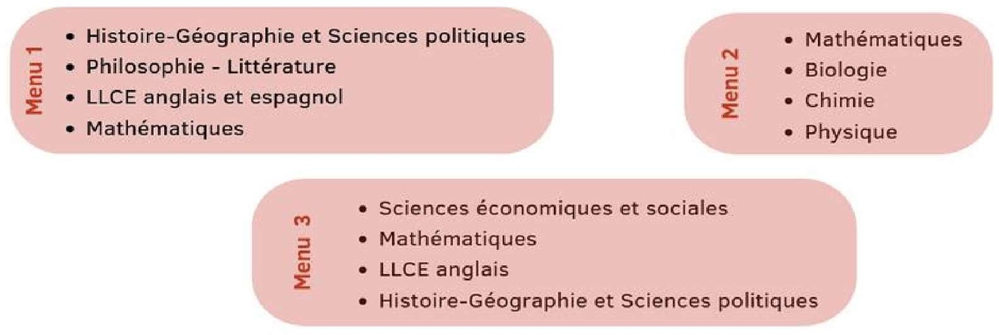 Menu 1
• Histoire-Géographie et Sciences politiques
• Philosophie - Littérature
• LLCE anglais et espagnol
• Mathématiques
Menu 2
• Mathématiques
• Biologie
• Chimie
• Physique
Menu 3
• Sciences économiques et sociales
• Mathématiques
• LLCE anglais
• Histoire-Géographie et Sciences politiques